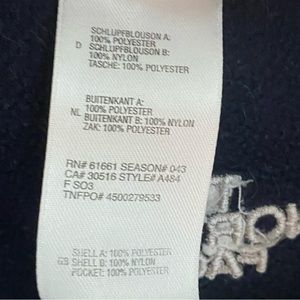 SCHLUPFBLOUSON A:
100% POLYESTER
D SCHLUPFBLOUSON B:
100% NYLON
TASCHE: 100% POLYESTER
BUITENKANT A:
100% POLYESTER
NL BUITENKANT B: 100% NYLON
ZAK: 100% POLYESTER
RN# 61661 SEASON# 043
CA# 30516 STYLE# A484
F SO3
TNFPO# 4500279533
SHELL A: 100% POLYESTER
GB SHELL B: 100% NYLON
POCKET: 100% POLYESTER